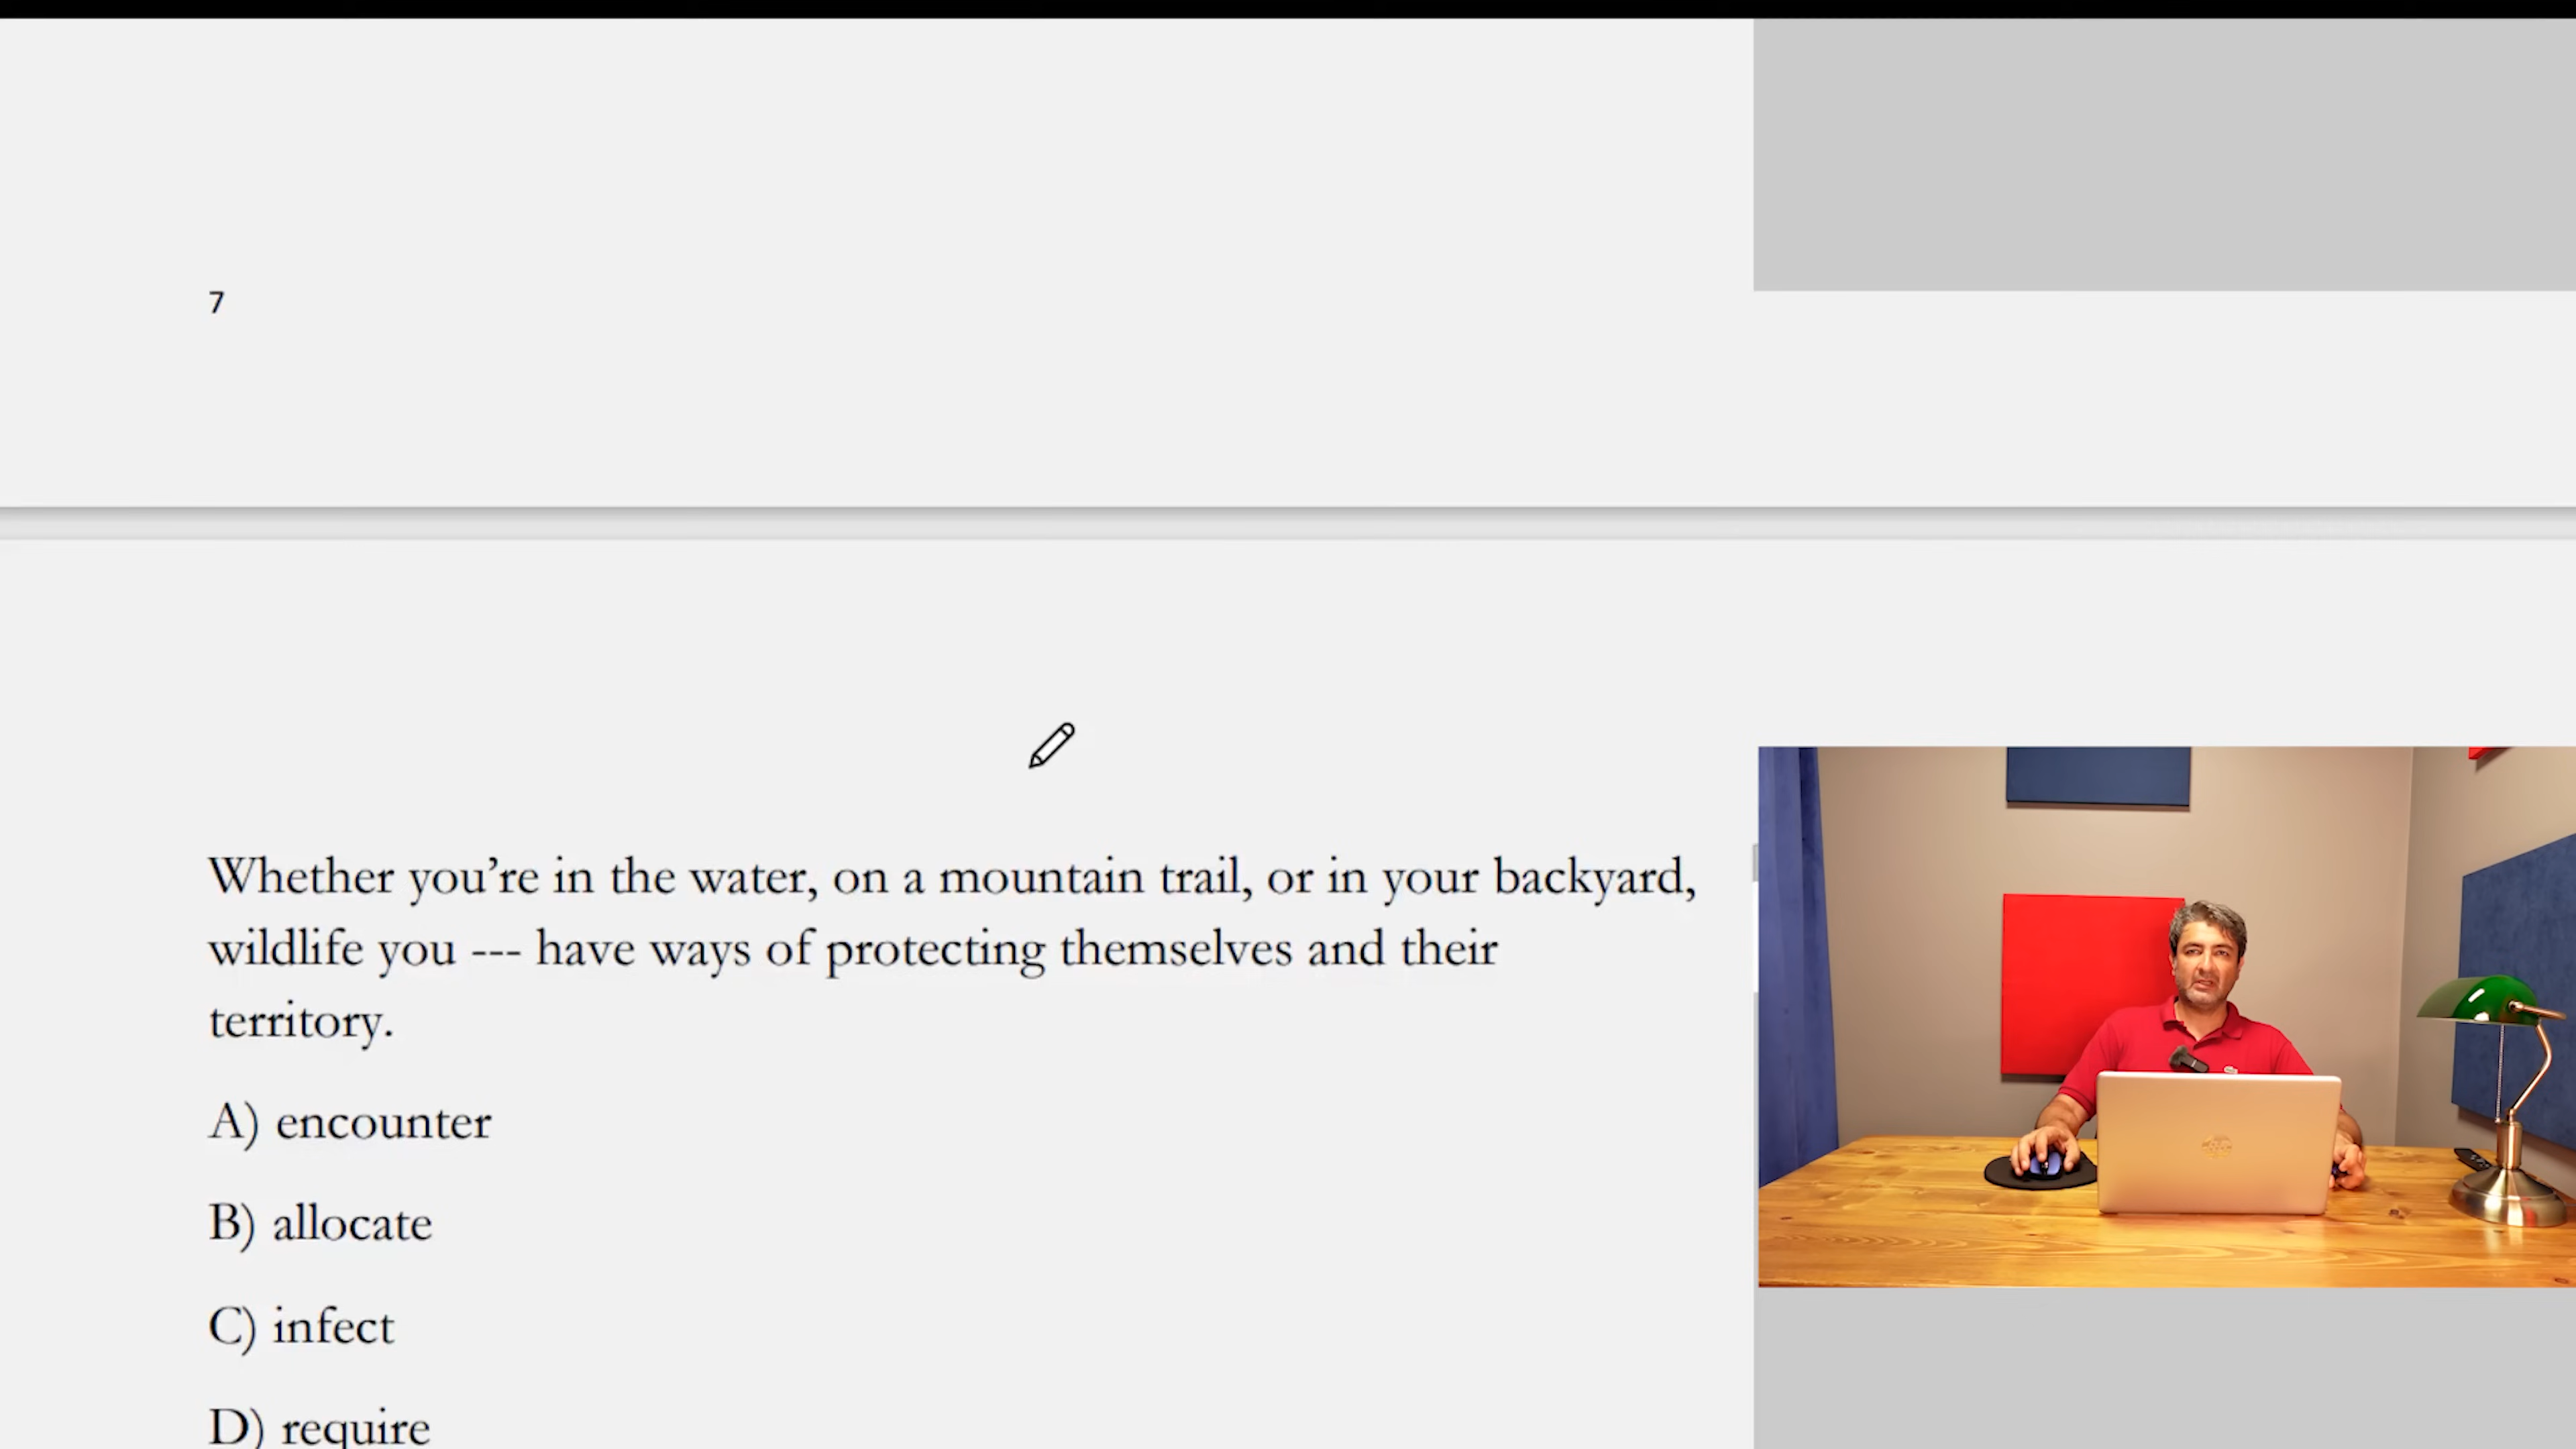 7
Whether you’re in the water, on a mountain trail, or in your backyard,
wildlife you --- have ways of protecting themselves and their
territory.
A) encounter
B) allocate
C) infect
D) require